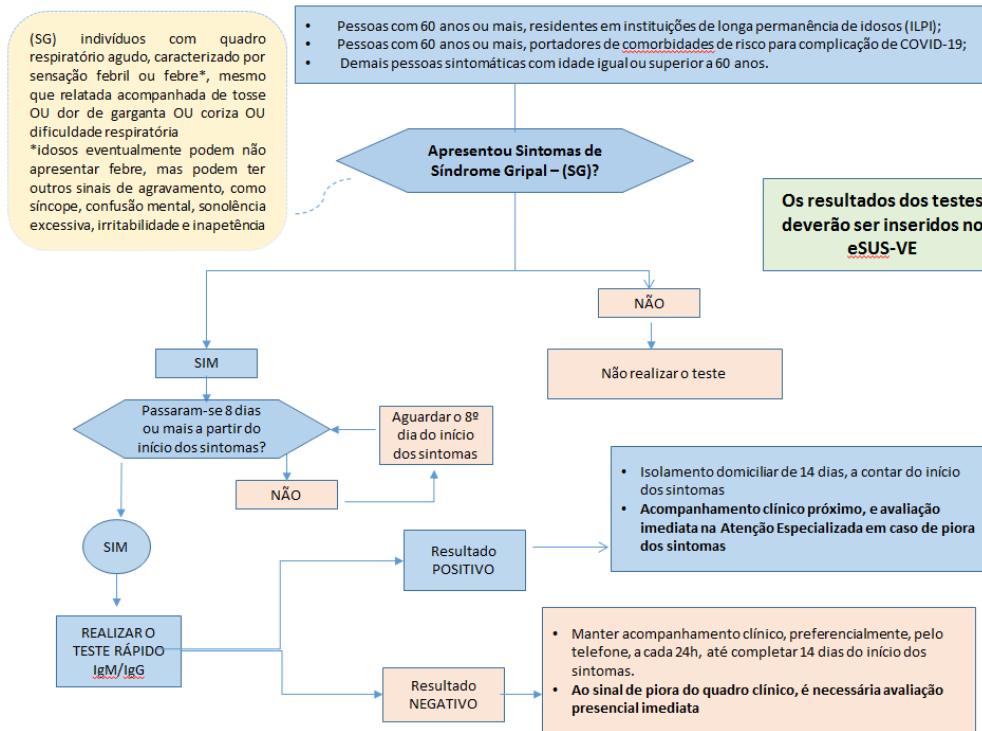 (SG) indivíduos com quadro
respiratório agudo, caracterizado por
sensação febril ou febre*, mesmo
que relatada acompanhada de tosse
OU dor de garganta OU coriza OU
dificuldade respiratória
*idosos eventualmente podem não
apresentar febre, mas podem ter
outros sinais de agravamento, como
síncope, confusão mental, sonolência
excessiva, irritabilidade e inapetência
• Pessoas com 60 anos ou mais, residentes em instituições de longa permanência de idosos (ILPI);
• Pessoas com 60 anos ou mais, portadores de comorbidades de risco para complicação de COVID-19;
• Demais pessoas sintomáticas com idade igual ou superior a 60 anos.
Apresentou Sintomas de
Síndrome Gripal – (SG)?
Os resultados dos testes
deverão ser inseridos no
eSUS-VE
NÃO
Não realizar o teste
SIM
Passaram-se 8 dias
ou mais a partir do
início dos sintomas?
Aguardar o 8º
dia do início
dos sintomas
NÃO
SIM
REALIZAR O
TESTE RÁPIDO
IgM/IgG
Resultado
POSITIVO
• Isolamento domiciliar de 14 dias, a contar do início
dos sintomas
• Acompanhamento clínico próximo, e avaliação
imediata na Atenção Especializada em caso de piora
dos sintomas
Resultado
NEGATIVO
• Manter acompanhamento clínico, preferencialmente, pelo
telefone, a cada 24h, até completar 14 dias do início dos
sintomas.
• Ao sinal de piora do quadro clínico, é necessária avaliação
presencial imediata